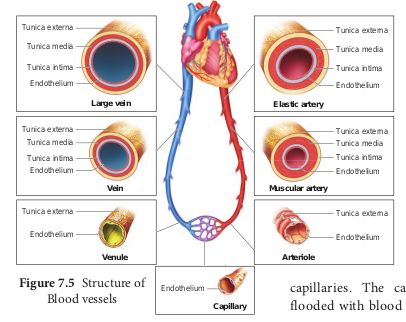 Tunica externa
Tunica media
Tunica intima
Endothelium
Large vein
Tunica externa
Tunica media
Tunica intima
Endothelium
Elastic artery
Tunica externa
Tunica media
Tunica intima
Endothelium
Vein
Tunica externa
Tunica media
Tunica intima
Endothelium
Muscular artery
Tunica externa
Endothelium
Venule
Tunica externa
Endothelium
Arteriole
Endothelium
Capillary
Figure 7.5 Structure of
Blood vessels
capillaries. The ca
flooded with blood